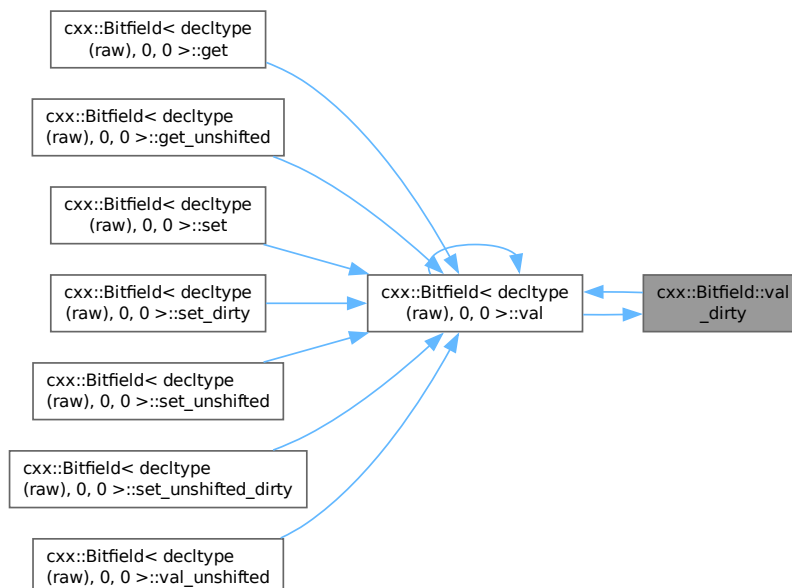 cxx::Bitfield< decltype
(raw), 0, 0 >::get
cxx::Bitfield< decltype
(raw), 0, 0 >::get_unshifted
cxx::Bitfield< decltype
(raw), 0, 0 >::set
cxx::Bitfield< decltype
(raw), 0, 0 >::set_dirty
cxx::Bitfield< decltype
(raw), 0, 0 >::set_unshifted
cxx::Bitfield< decltype
(raw), 0, 0 >::set_unshifted_dirty
cxx::Bitfield< decltype
(raw), 0, 0 >::val_unshifted
cxx::Bitfield< decltype
(raw), 0, 0 >::val
cxx::Bitfield::val
_dirty